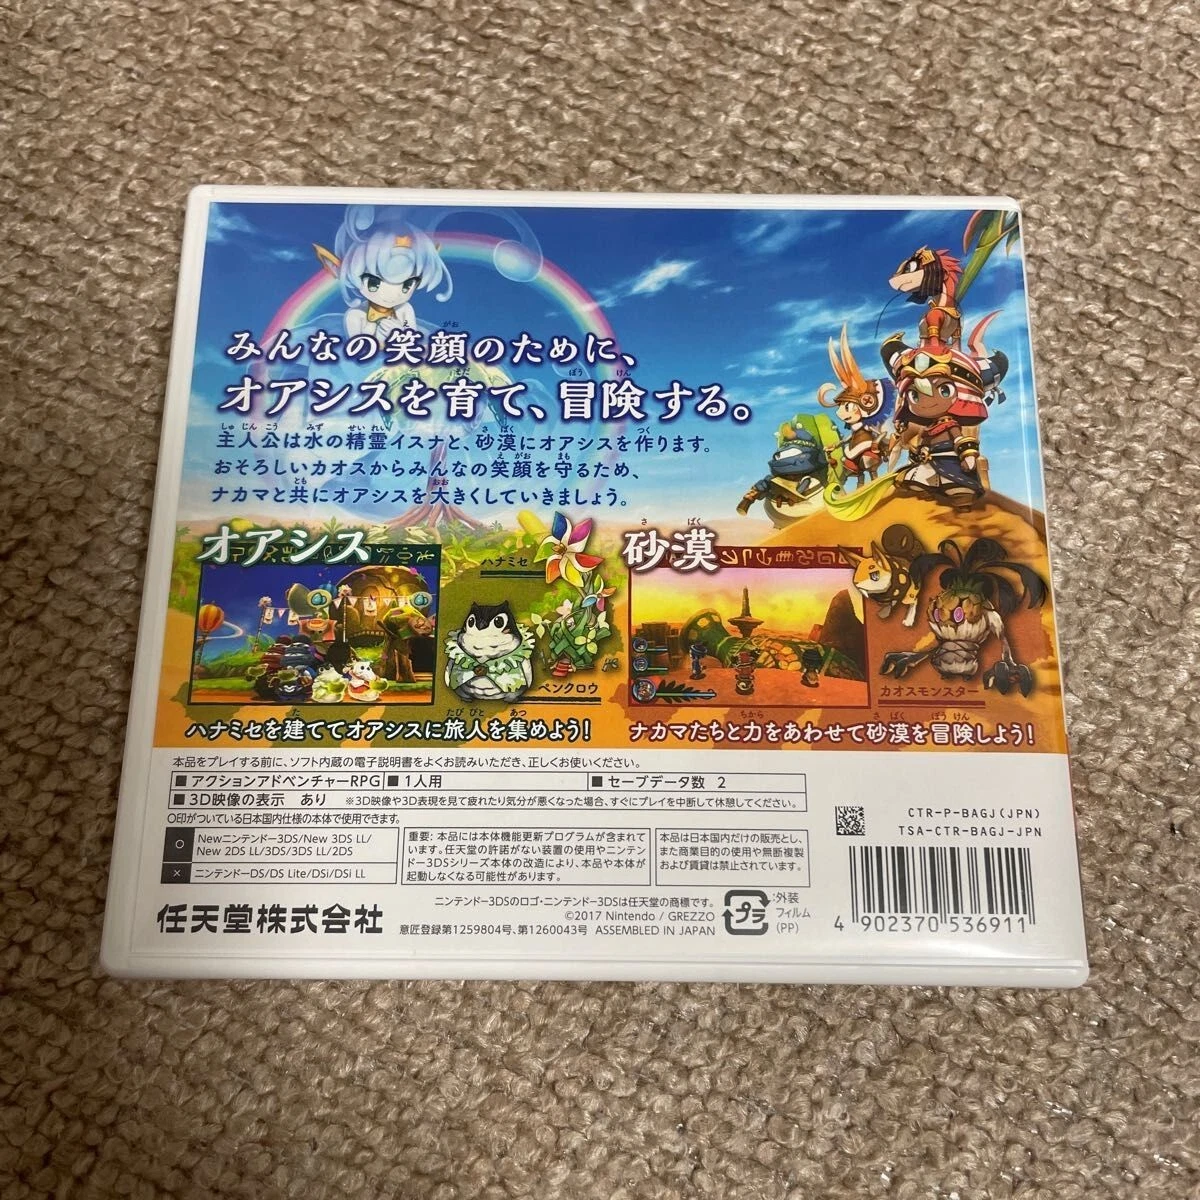 みんなの笑顔のために、
オアシスを育て、冒険する。
主人公は水の精霊イスナと、砂漠にオアシスを作ります。
おそろしいカオスからみんなの笑顔を守るため、
ナカマと共にオアシスを大きくしていきましょう。
オアシス
ハナミセ
ペンクロウ
ハナミセを建ててオアシスに旅人を集めよう！
砂漠
カオスモンスター
ナカマたちと力をあわせて砂漠を冒険しよう！
本品をプレイする前に、ソフト内蔵の電子説明書をよくお読みいただき、正しくお使いください。
■ アクションアドベンチャーRPG ■ 1人用 ■ セーブデータ数 2
■ 3D映像の表示 あり ※3D映像や3D表現を見て疲れたり気分が悪くなった場合、すぐにプレイを中断して休憩してください。
○印がついている日本国内仕様の本体で使用できます。
○ Newニンテンドー3DS/New 3DS LL/
New 2DS LL/3DS/3DS LL/2DS
× ニンテンドーDS/DS Lite/DSi/DSi LL
重要：本品には本体機能更新プログラムが含まれて
います。任天堂の許諾がない装置の使用やニンテン
ドー3DSシリーズ本体の改造により、本品や本体が
起動しなくなる可能性があります。
本品は日本国内だけの販売とし、
また商業目的の使用や無断複製
および賃貸は禁止されています。
CTR-P-BAGJ(JPN)
TSA-CTR-BAGJ-JPN
任天堂株式会社
ニンテンドー3DSのロゴ・ニンテンドー3DSは任天堂の商標です。
©2017 Nintendo / GREZZO
意匠登録第1259804号、第1260043号 ASSEMBLED IN JAPAN
プラ
：外装
フィルム
(PP)
4 902370 536911